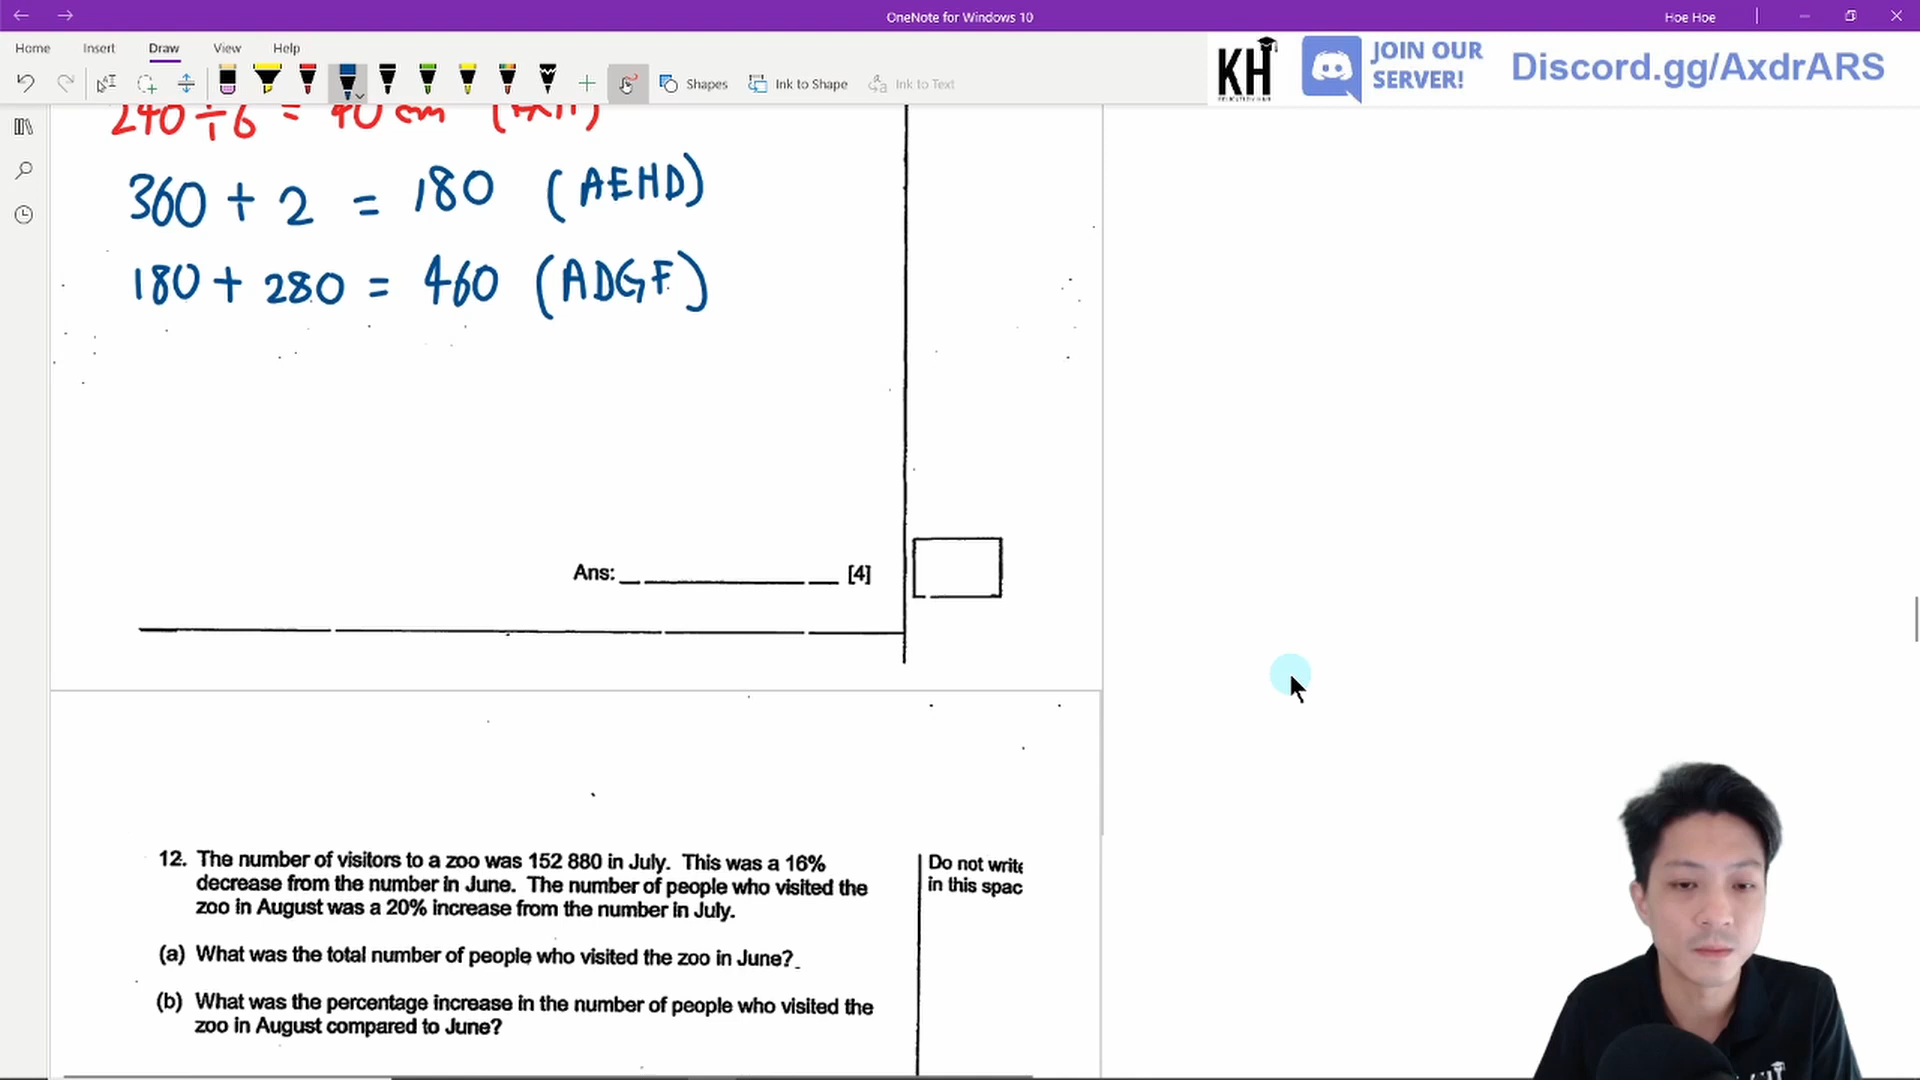 OneNote for Windows 10
Hoe Hoe
Home Insert Draw View Help
Shapes
Ink to Shape
Ink to Text
KH
JOIN OUR
SERVER!
Discord.gg/AxdrARS
240 ÷ 6 = 40 cm
360 + 2 = 180 (AEHD)
180 + 280 = 460 (ADGF)
Ans: [4]
12. The number of visitors to a zoo was 152 880 in July. This was a 16%
decrease from the number in June. The number of people who visited the
zoo in August was a 20% increase from the number in July.
(a) What was the total number of people who visited the zoo in June?
(b) What was the percentage increase in the number of people who visited the
zoo in August compared to June?
Do not write
in this spac